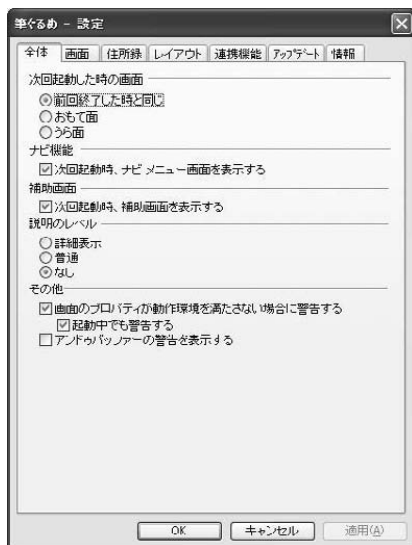 筆ぐるめ - 設定
全体 画面 住所録 レイアウト 連携機能 アップデート 情報
次回起動した時の画面
前回終了した時と同じ
おもて面
うら面
ナビ機能
次回起動時、ナビ メニュー画面を表示する
補助画面
次回起動時、補助画面を表示する
説明のレベル
詳細表示
普通
なし
その他
画面のプロパティが動作環境を満たさない場合に警告する
起動中でも警告する
アンドゥバッファーの警告を表示する
OK キャンセル 適用(A)